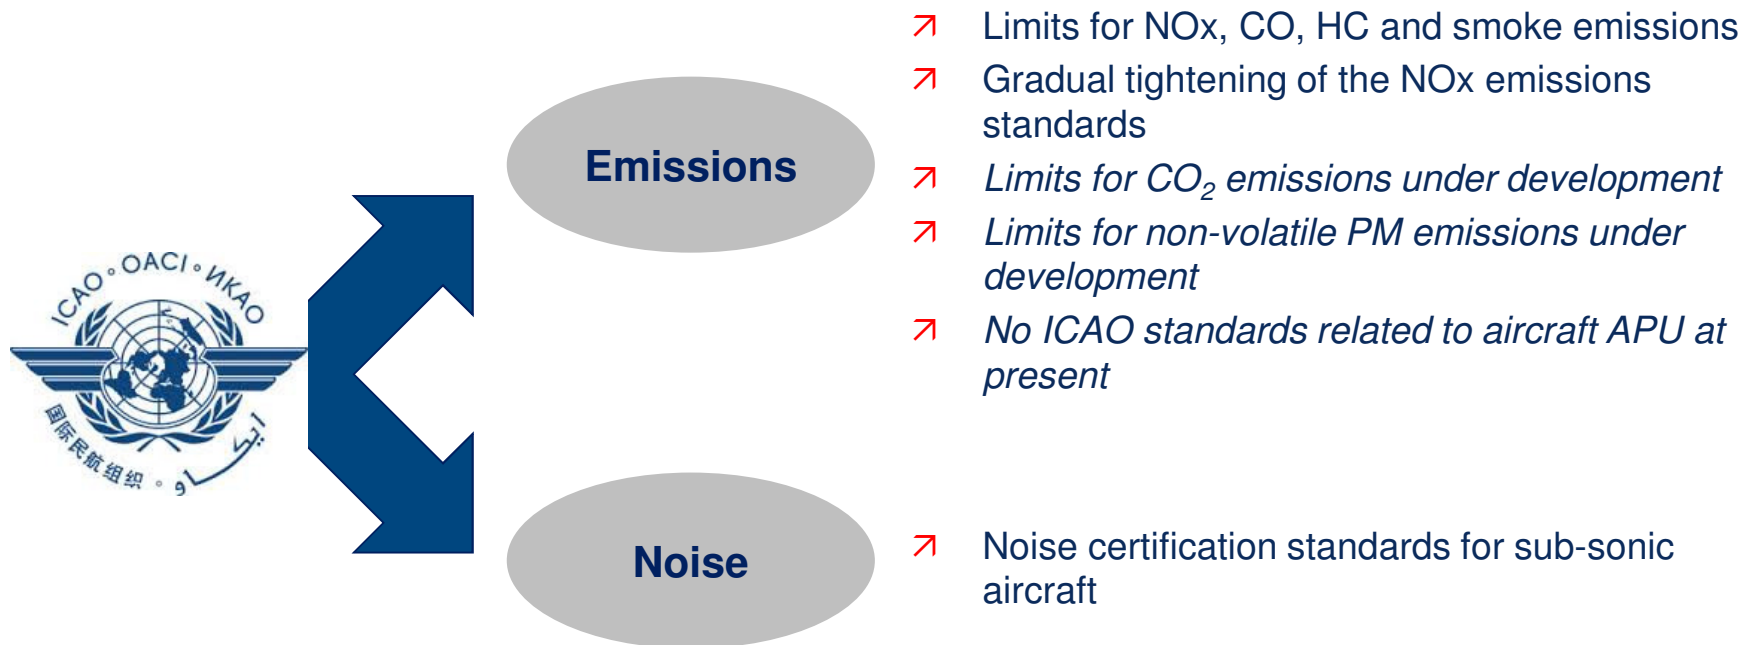 Limits for NOx, CO, HC and smoke emissions
Gradual tightening of the NOx emissions
standards
Emissions
Limits for CO₂ emissions under development
Limits for non-volatile PM emissions under
development
No ICAO standards related to aircraft APU at
present
ICAO ◦ OACI ◦ ИКАО
国际民航组织 ◦ ايكاو
Noise
Noise certification standards for sub-sonic
aircraft